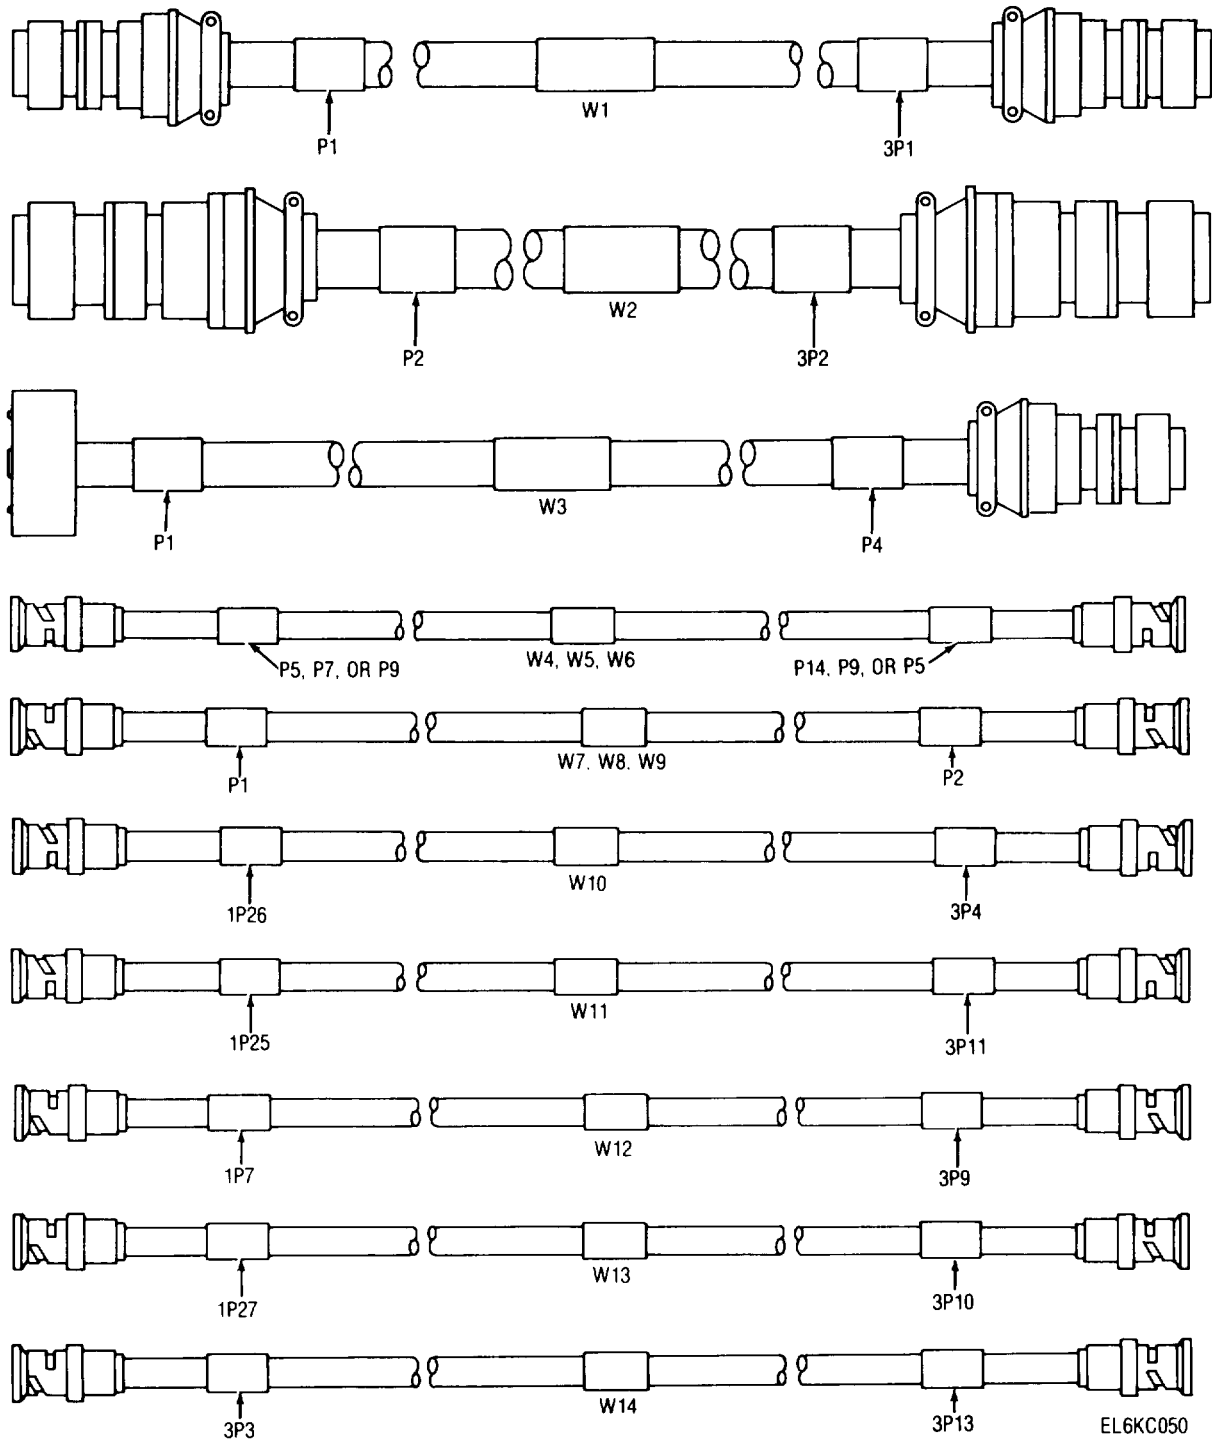 P1
W1
3P1
P2
W2
3P2
P1
W3
P4
P5, P7, OR P9
W4, W5, W6
P14, P9, OR P5
P1
W7. W8. W9
P2
1P26
W10
3P4
1P25
W11
3P11
1P7
W12
3P9
1P27
W13
3P10
3P3
W14
3P13
EL6KC050